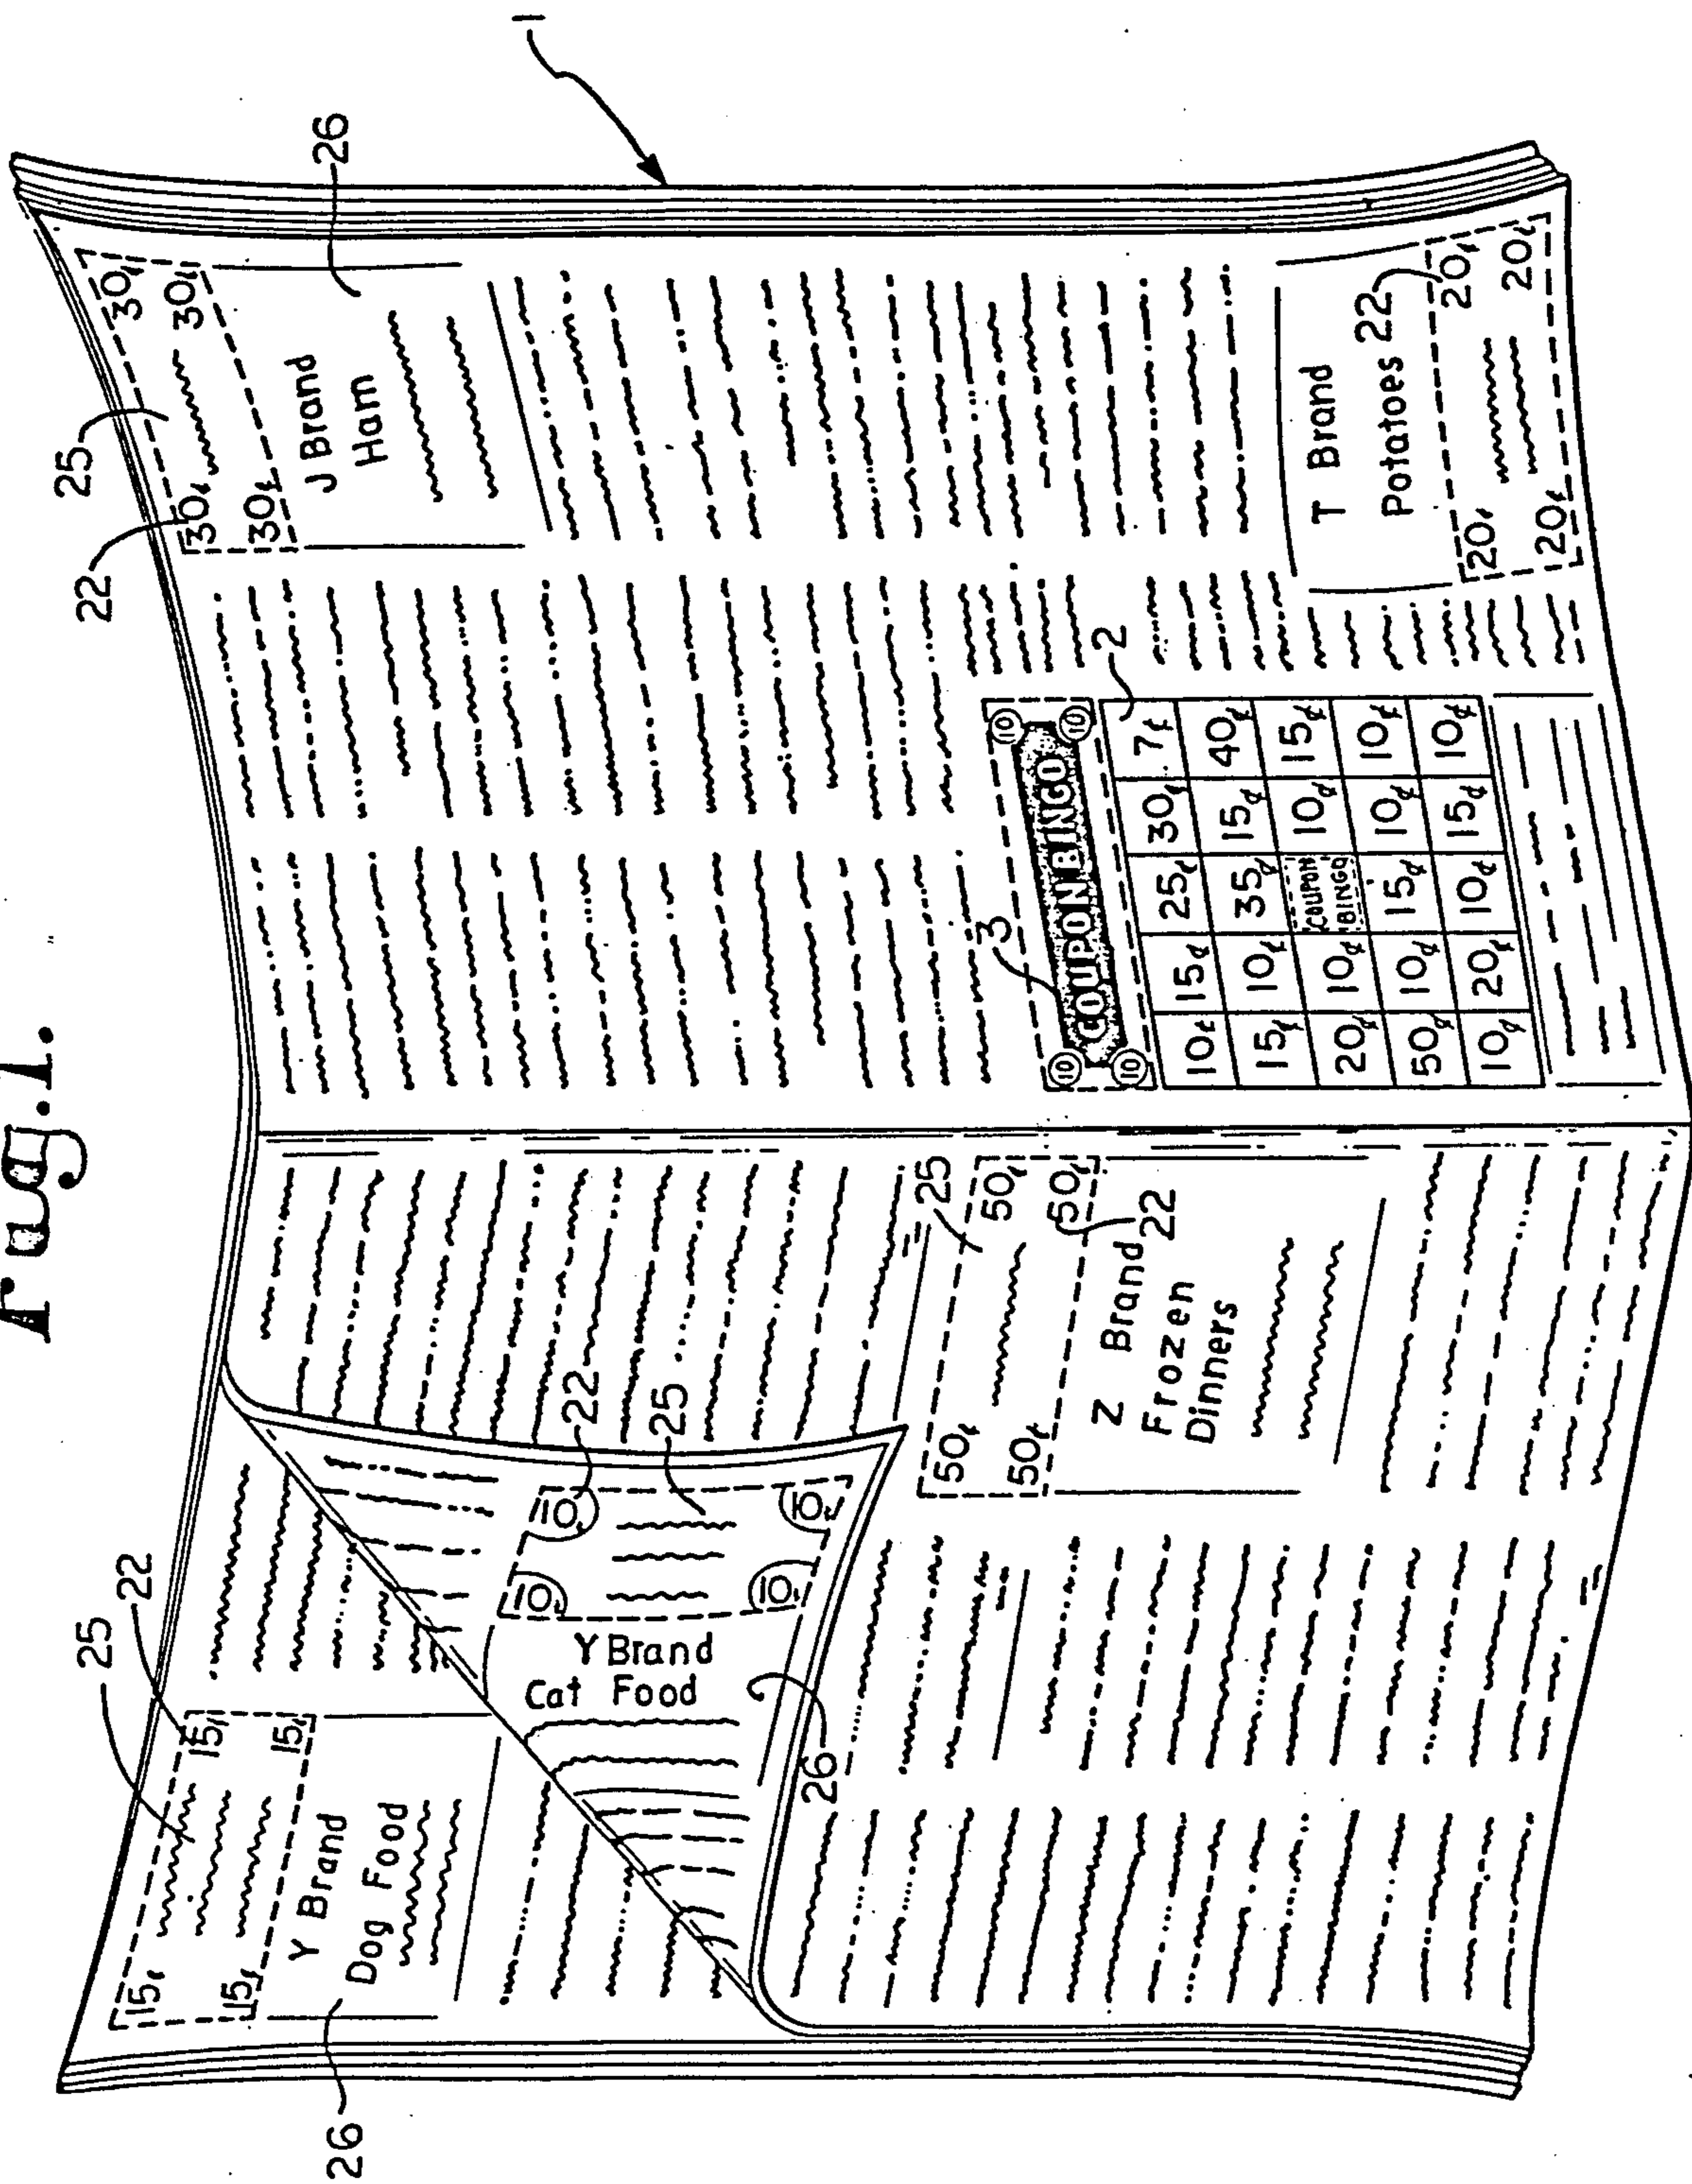 Fig.1.
1
25
22
15¢ 15¢
15¢ 15¢
Y Brand
Dog Food
26
26
10 10
10 10
22
25
Y Brand
Cat Food
26
25
50¢ 50¢
50¢ 50¢
22
Z Brand
Frozen
Dinners
22
25
30¢ 30¢
30¢ 30¢
J Brand
Ham
26
3
10 10
COUPON BINGO
10 10
2
10¢ 15¢ 25¢ 30¢ 7¢
15¢ 10¢ 35¢ 15¢ 40¢
20¢ 10¢ COUPON BINGO 10¢ 15¢
50¢ 10¢ 15¢ 10¢ 10¢
10¢ 20¢ 10¢ 15¢ 10¢
T Brand
Potatoes
22
20¢ 20¢
20¢ 20¢